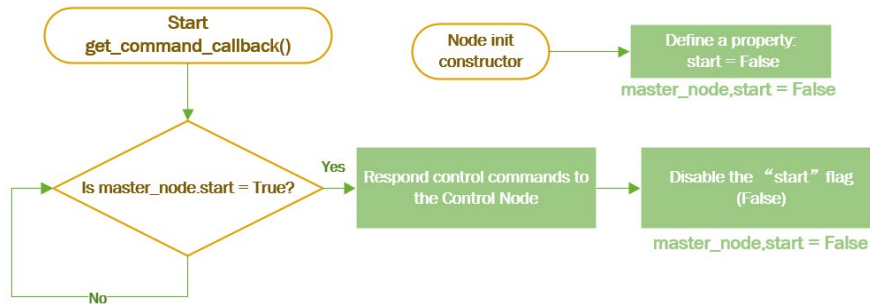 Start
get_command_callback()
Node init
constructor
Define a property:
start = False
master_node,start = False
Is master_node.start = True?
Yes
Respond control commands to
the Control Node
Disable the “start” flag
(False)
master_node,start = False
No